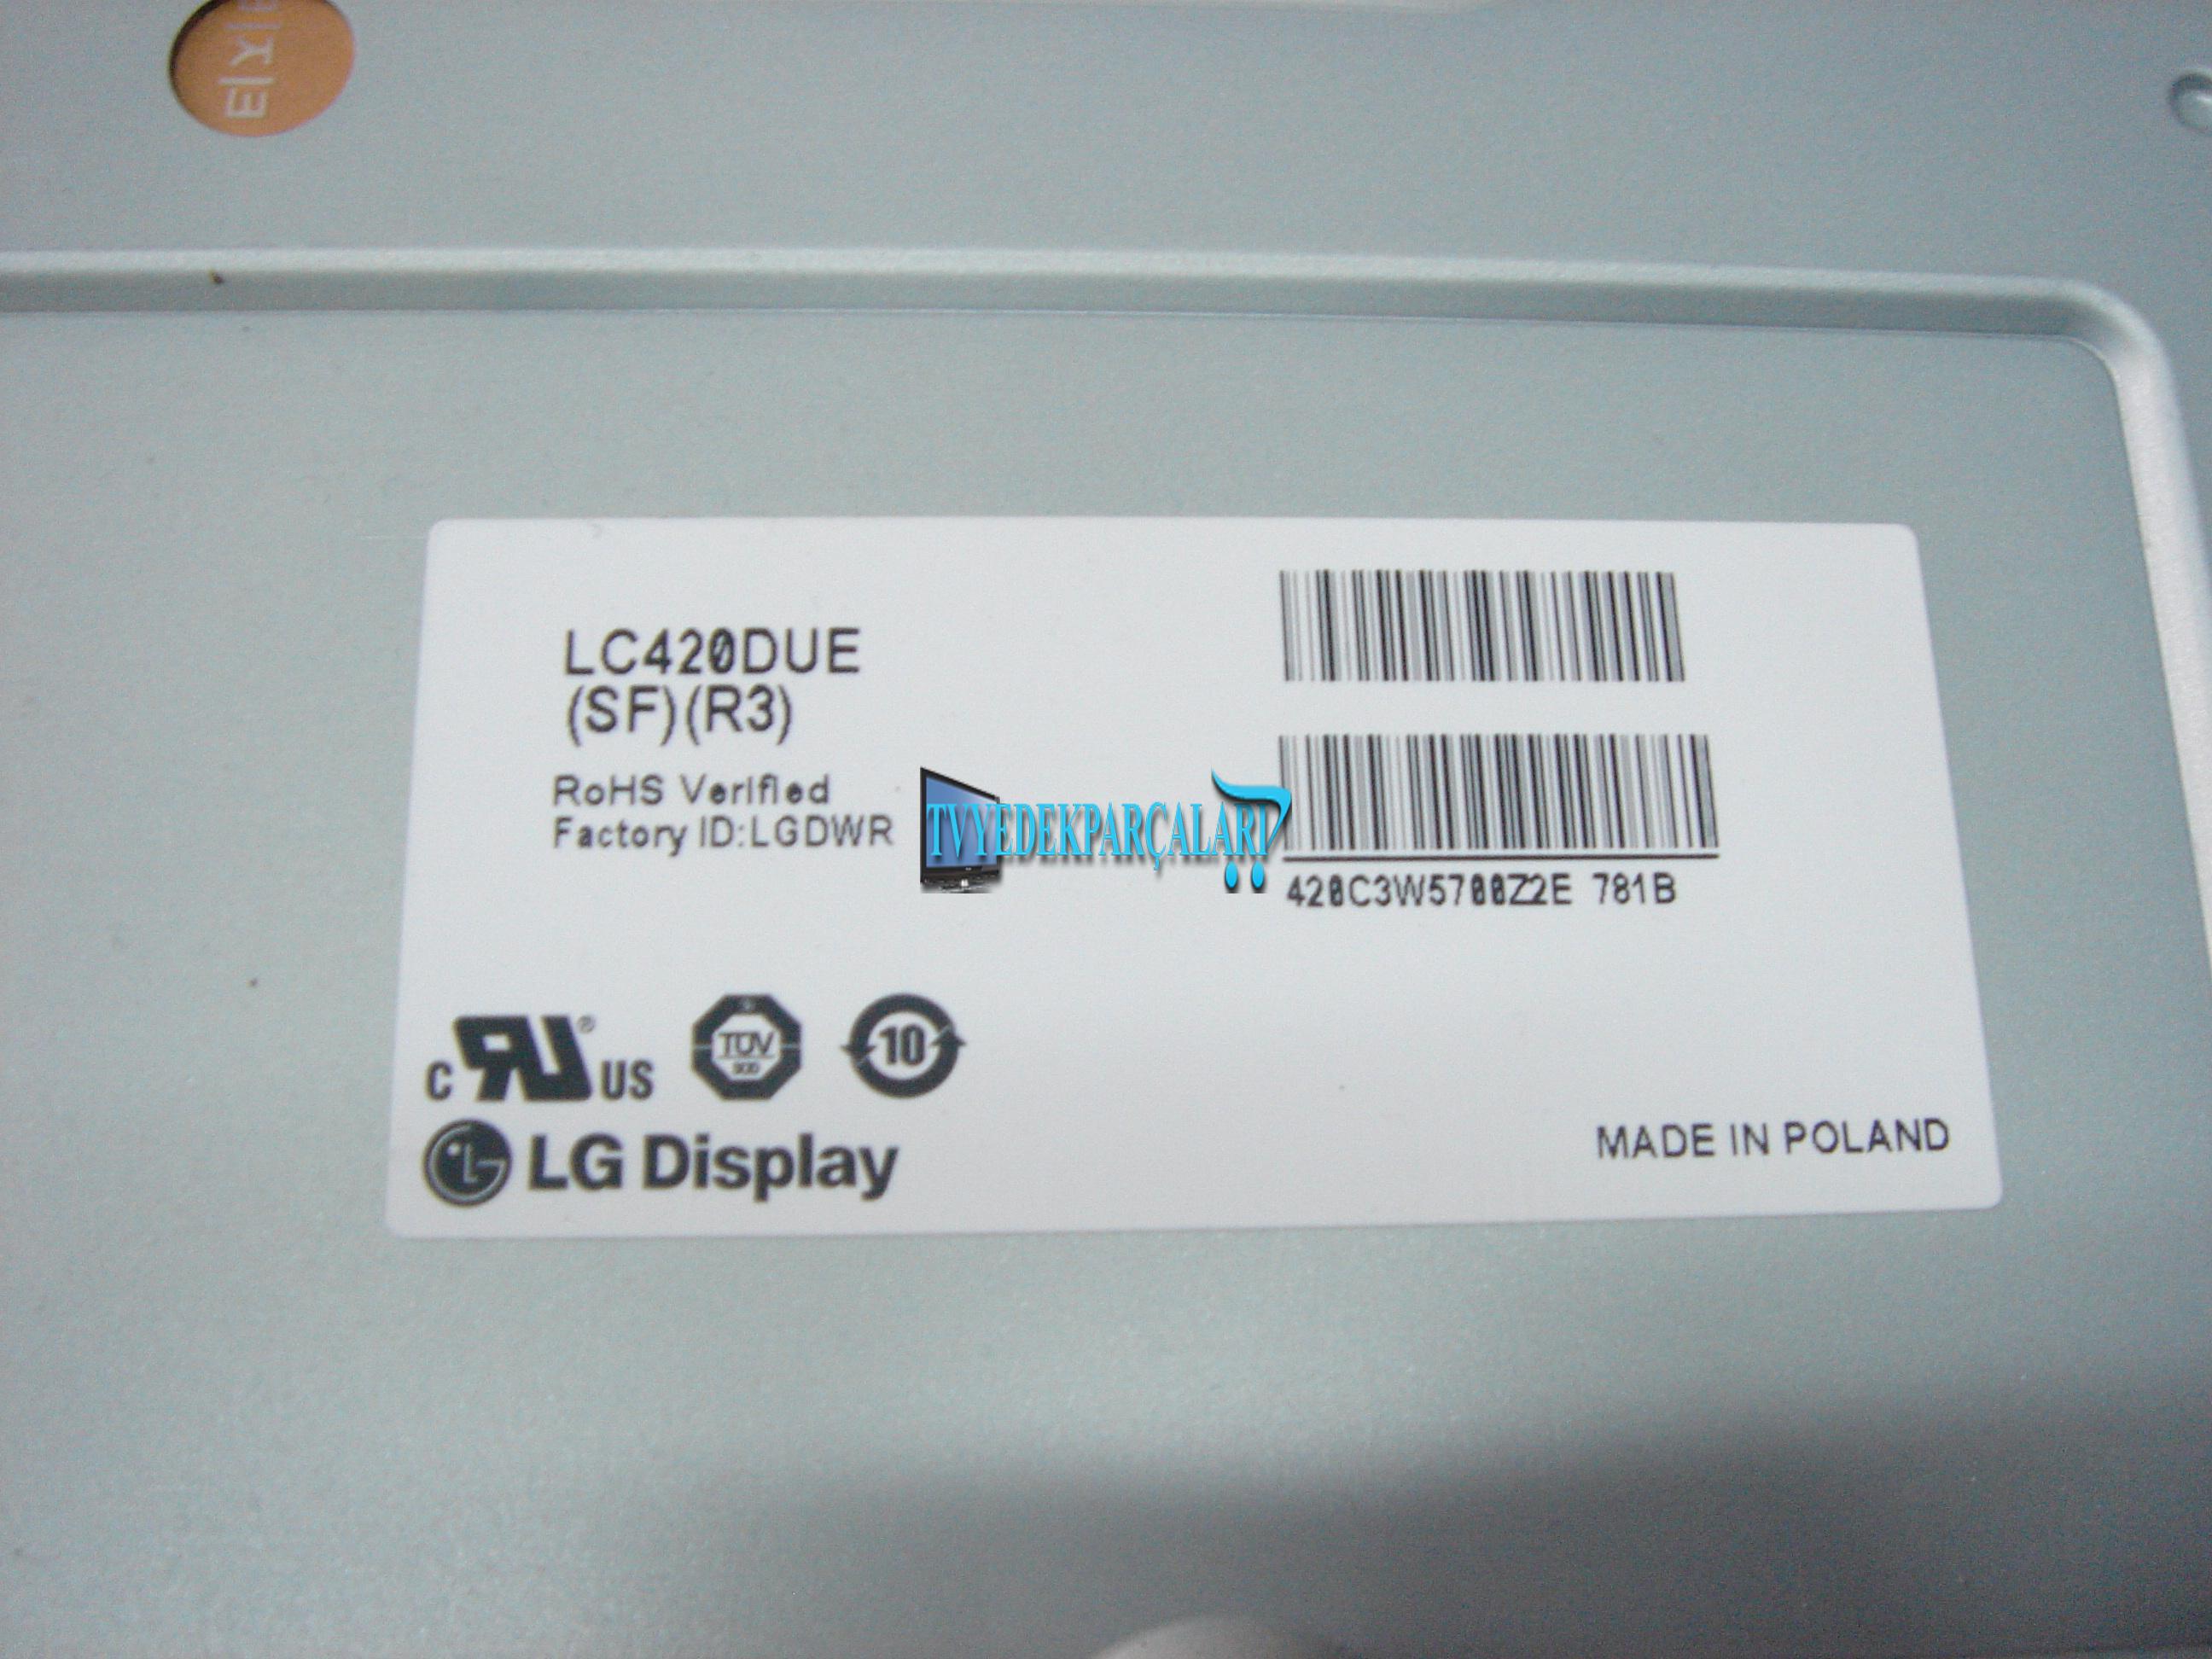 LC420DUE
(SF)(R3)
RoHS Verified
Factory ID:LGDWR
TVYEDEKPARÇALARI
420C3W5700Z2E 781B
c RU ® US
TÜV
10
LG Display
MADE IN POLAND